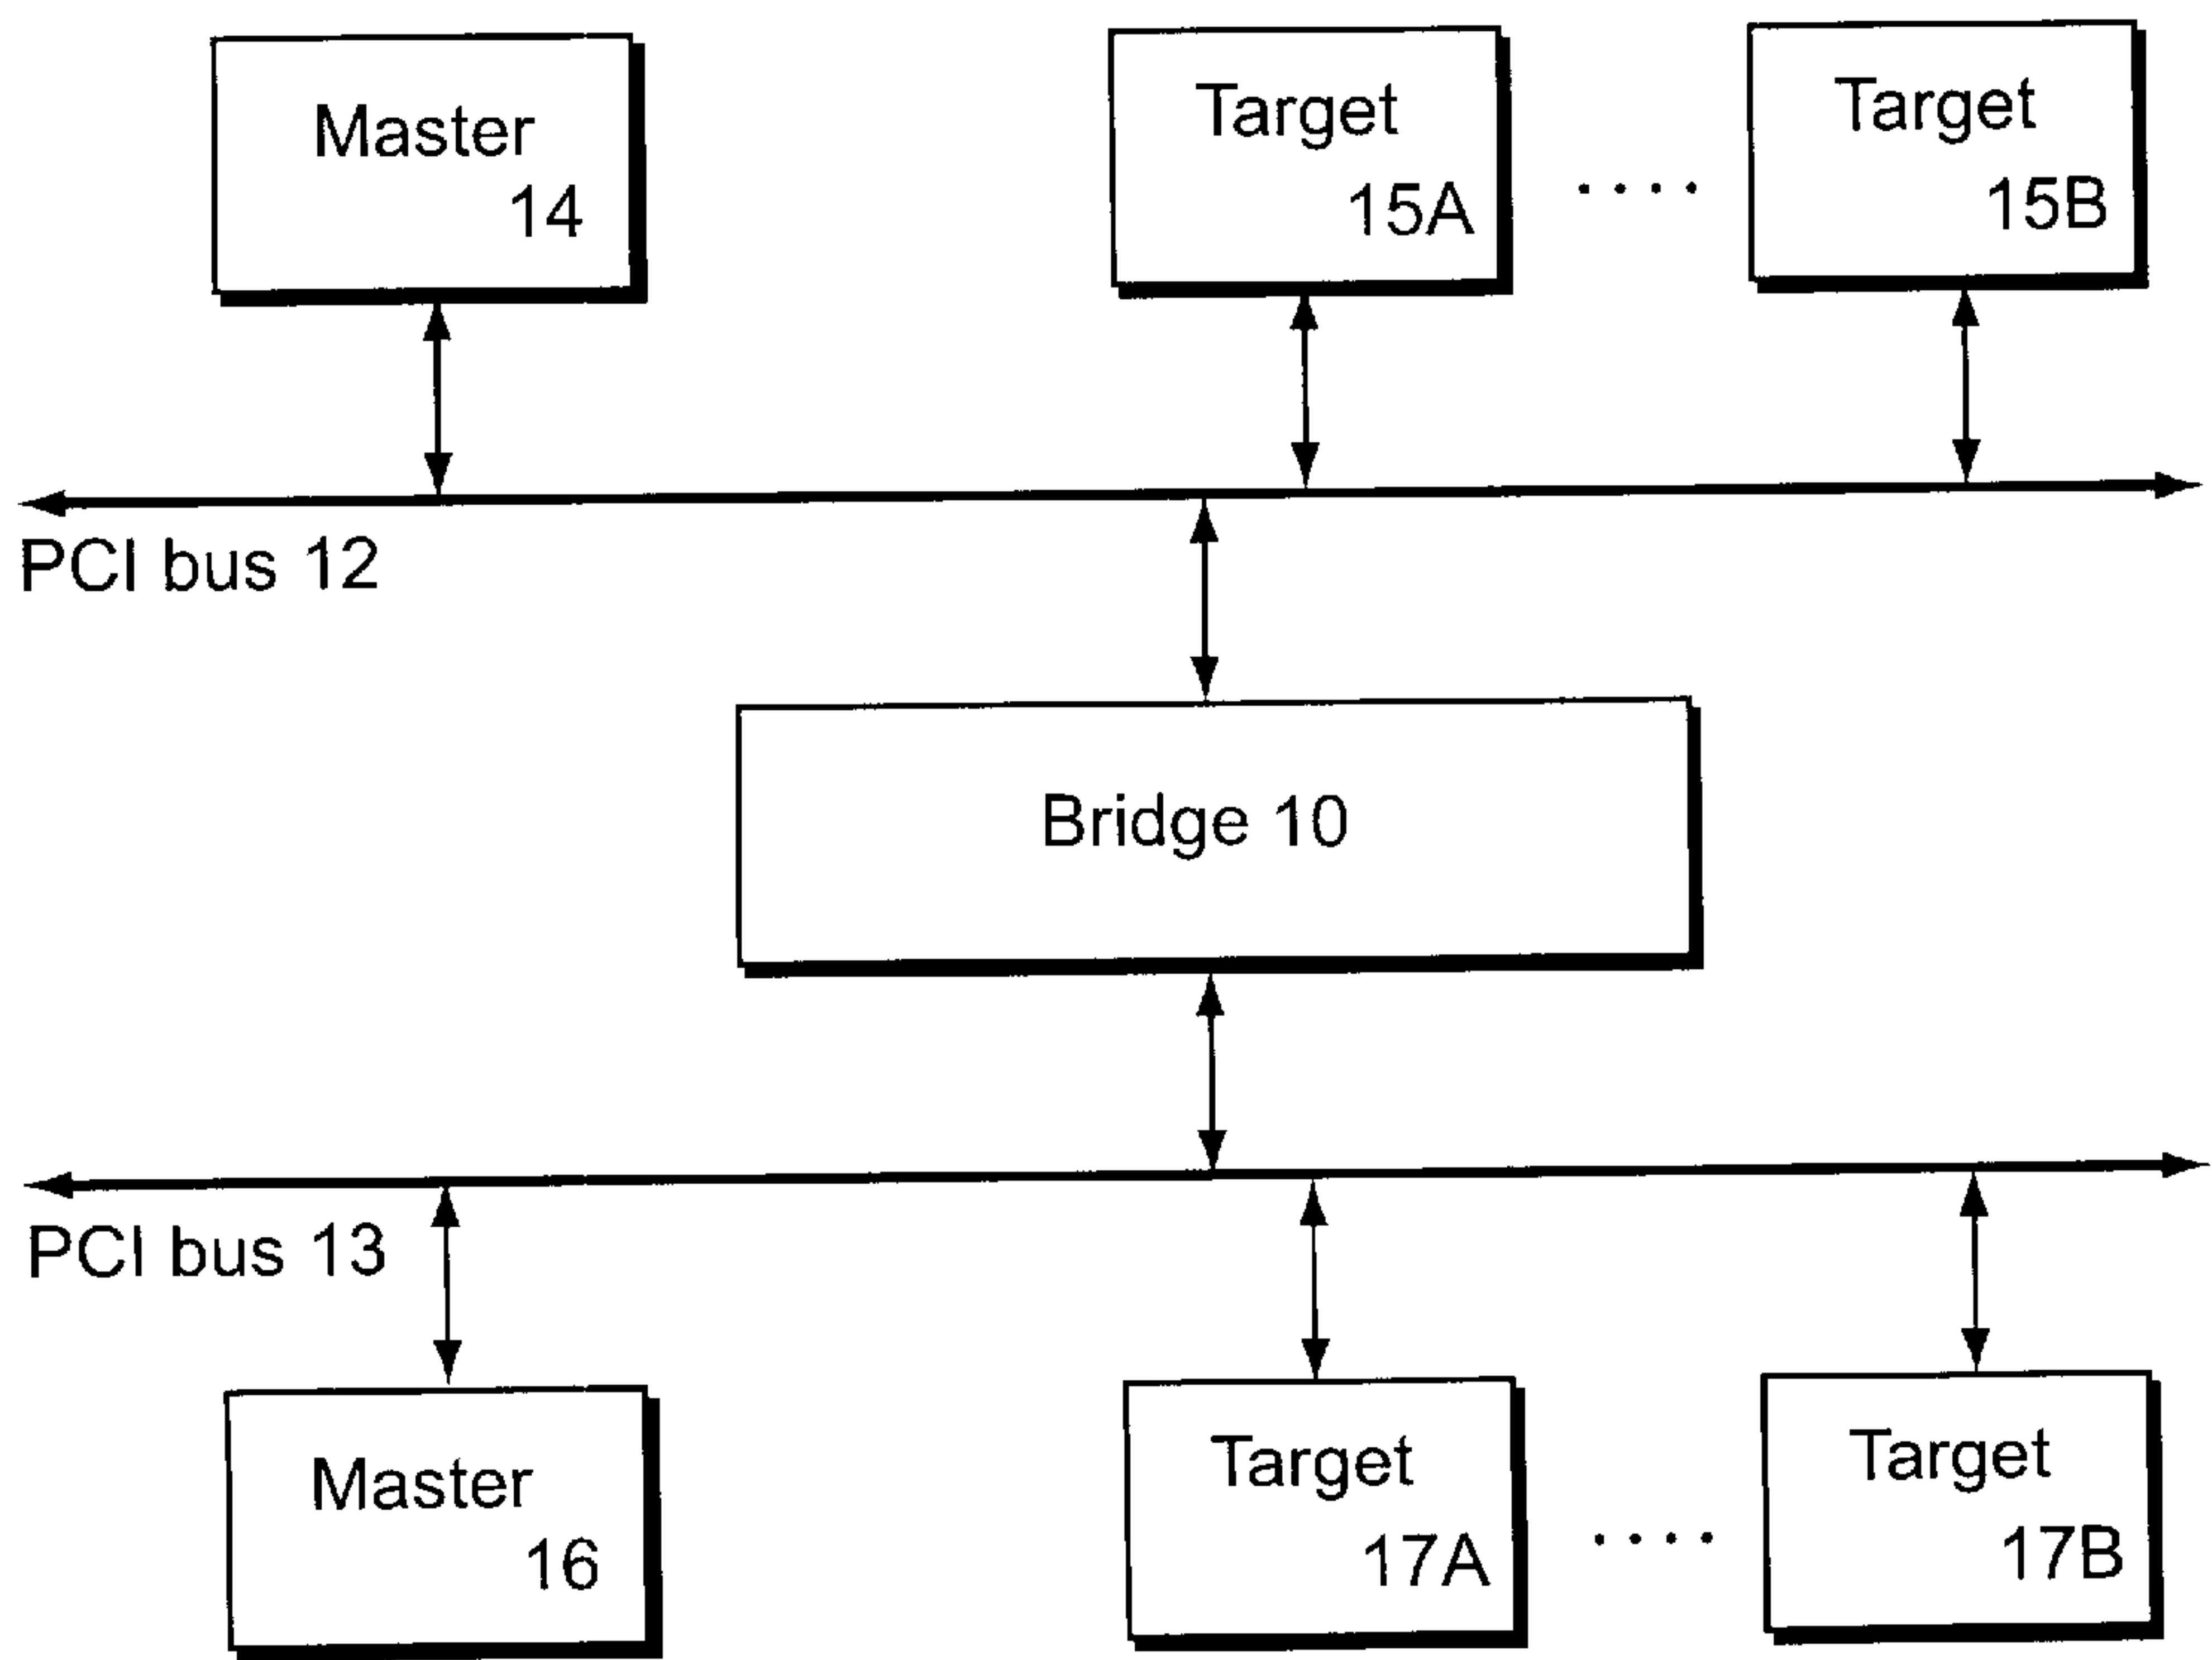 Master
14
Target
15A
Target
15B
PCI bus 12
Bridge 10
PCI bus 13
Master
16
Target
17A
Target
17B